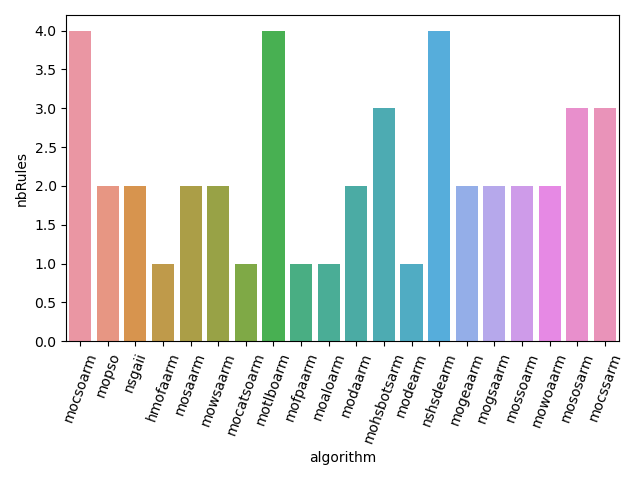 nbRules
4.0
3.5
3.0
2.5
2.0
1.5
1.0
0.5
0.0
mocsoarm
mopso
nsgaii
hmofaarm
mosaarm
mowsaarm
mocatsoarm
motlboarm
mofpaarm
moaloarm
modaarm
mohsbotsarm
modearm
nshsdearm
mogeaarm
mogsaarm
mossoarm
mowoaarm
mososarm
mocssarm
algorithm